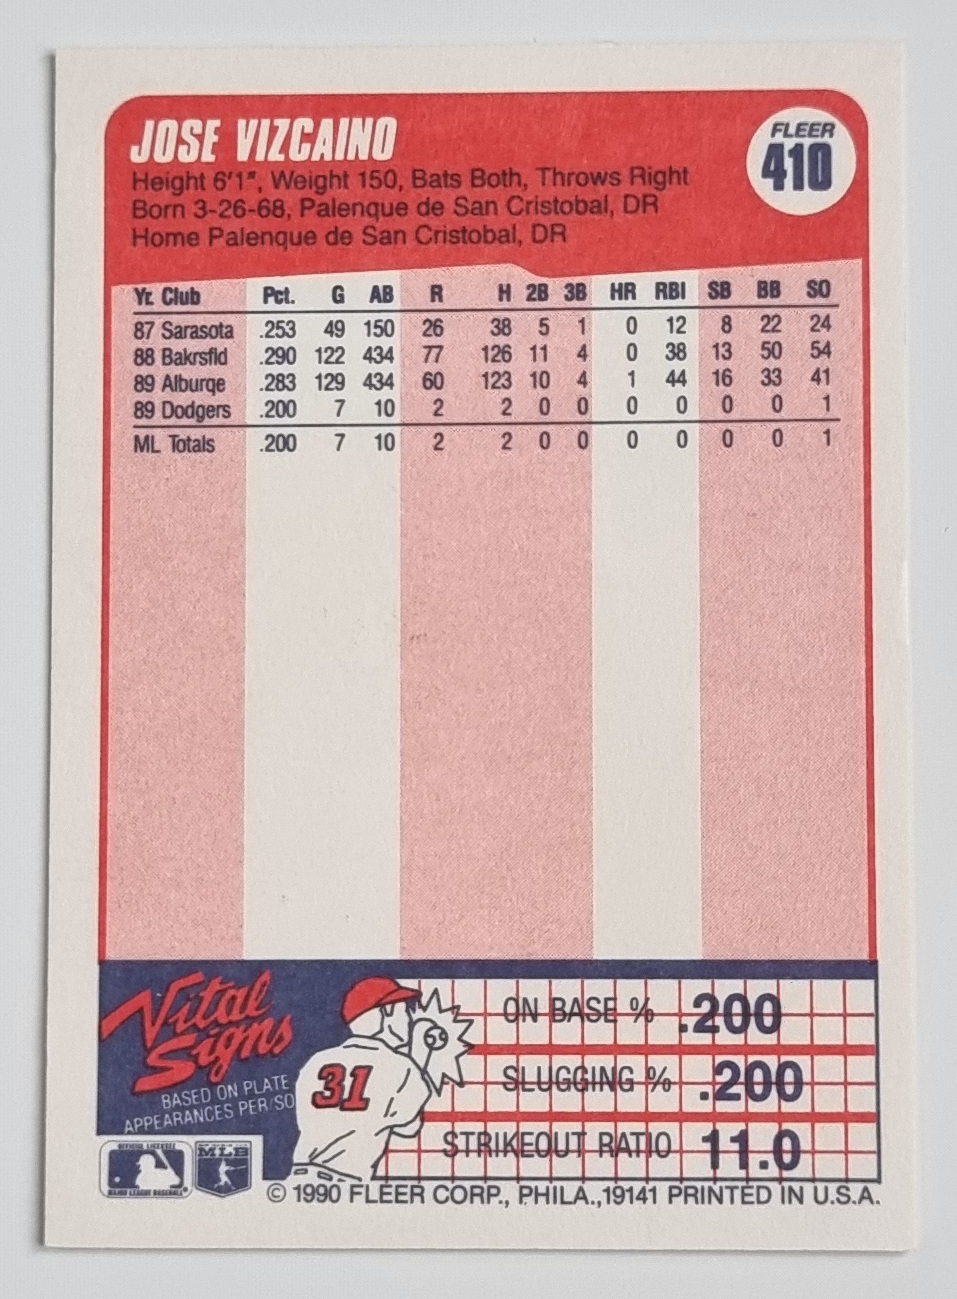 JOSE VIZCAINO
FLEER
410
Height 6'1", Weight 150, Bats Both, Throws Right
Born 3-26-68, Palenque de San Cristobal, DR
Home Palenque de San Cristobal, DR
Yr. Club Pct. G AB R H 2B 3B HR RBI SB BB SO
87 Sarasota .253 49 150 26 38 5 1 0 12 8 22 24
88 Bakrsfld .290 122 434 77 126 11 4 0 38 13 50 54
89 Alburqe .283 129 434 60 123 10 4 1 44 16 33 41
89 Dodgers .200 7 10 2 2 0 0 0 0 0 0 1
ML Totals .200 7 10 2 2 0 0 0 0 0 0 1
Vital
Signs
BASED ON PLATE
APPEARANCES PER/SO
31
ON BASE % .200
SLUGGING % .200
STRIKEOUT RATIO 11.0
OFFICIAL LICENSEE
MAJOR LEAGUE BASEBALL
MLB
© 1990 FLEER CORP., PHILA.,19141 PRINTED IN U.S.A.